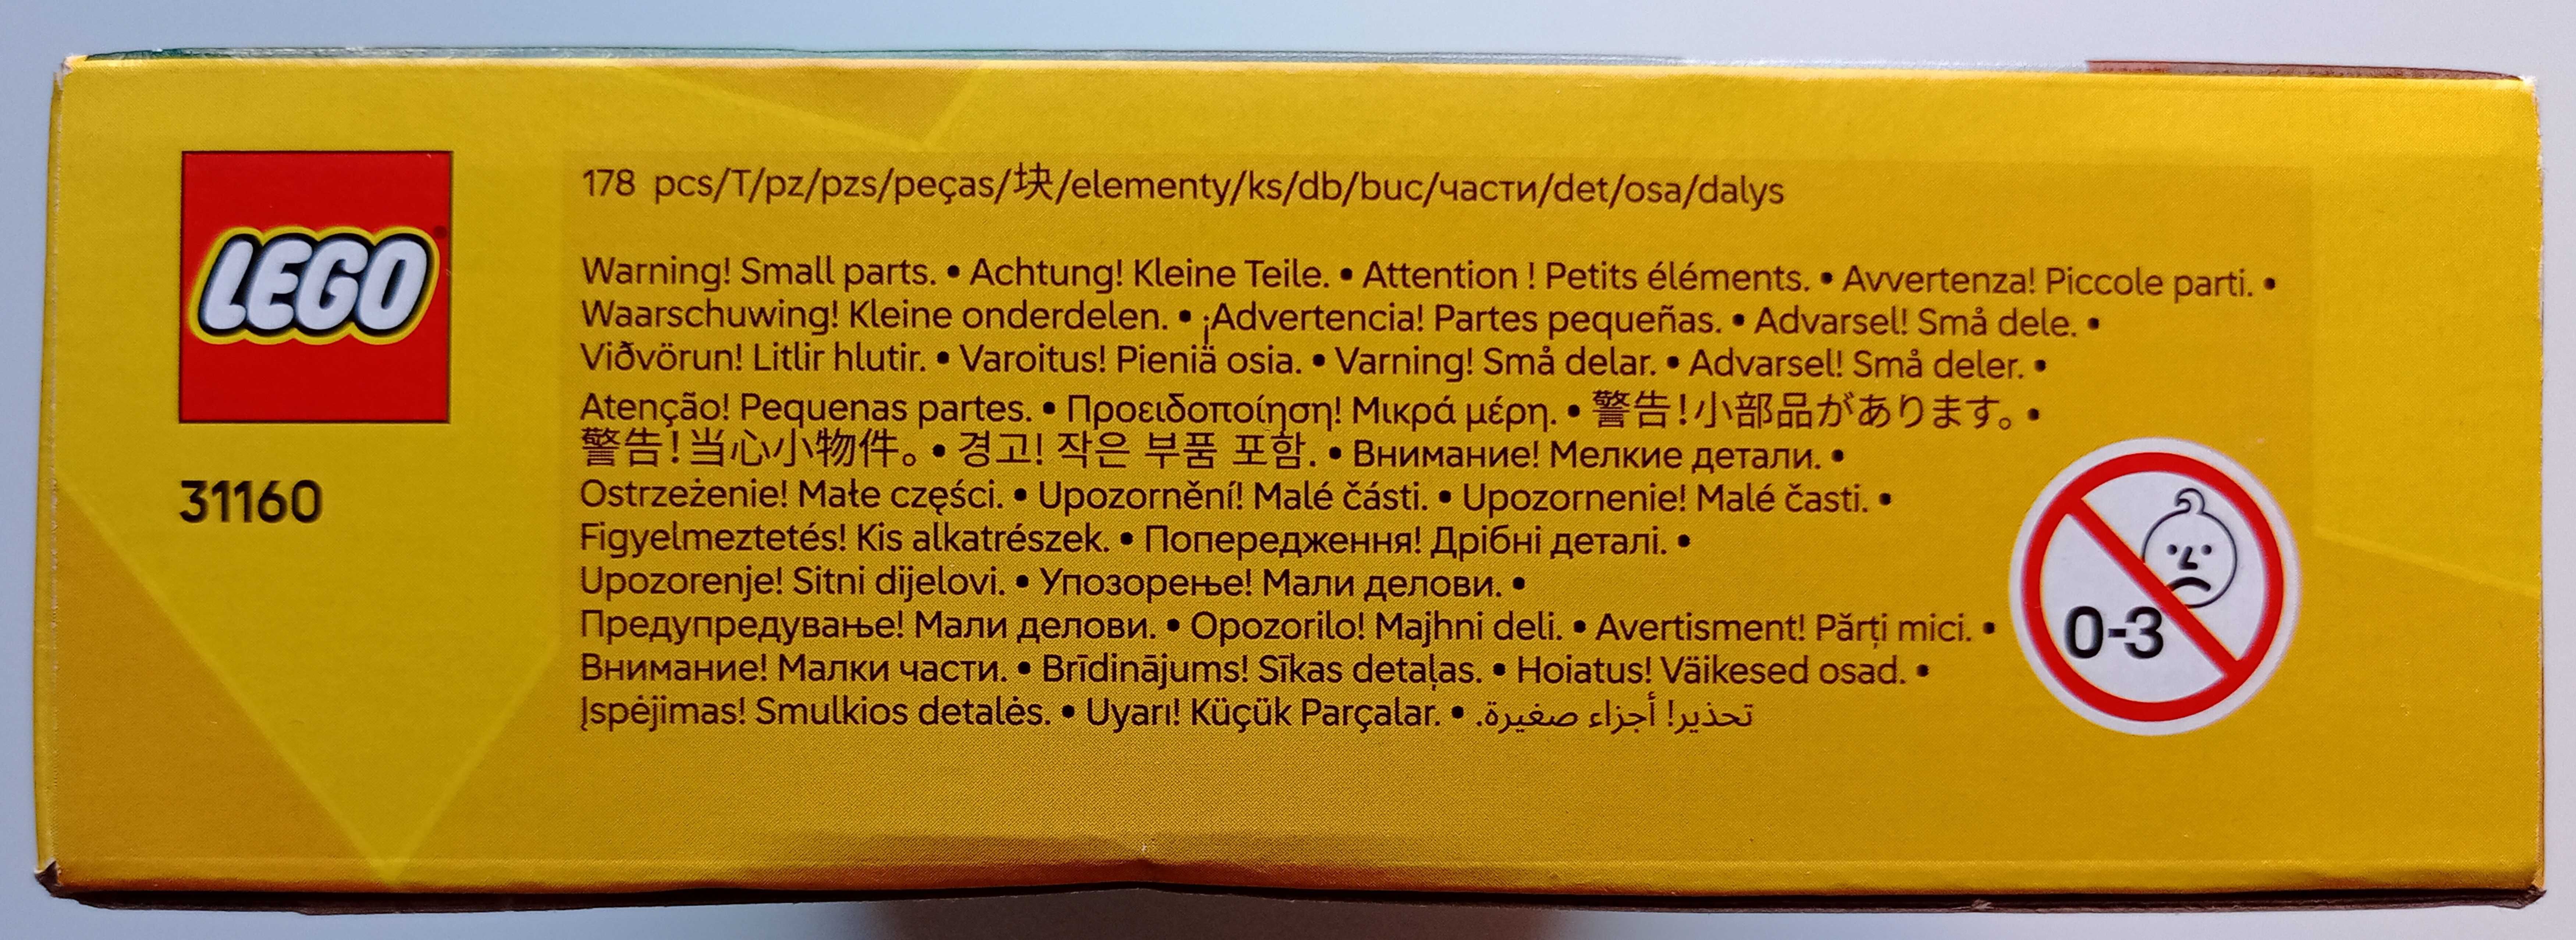 LEGO
31160
178 pcs/T/pz/pzs/peças/块/elementy/ks/db/buc/части/det/osa/dalys
Warning! Small parts. • Achtung! Kleine Teile. • Attention ! Petits éléments. • Avvertenza! Piccole parti. •
Waarschuwing! Kleine onderdelen. • ¡Advertencia! Partes pequeñas. • Advarsel! Små dele. •
Viðvörun! Litlir hlutir. • Varoitus! Pieniä osia. • Varning! Små delar. • Advarsel! Små deler. •
Atenção! Pequenas partes. • Προειδοποίηση! Μικρά μέρη. • 警告！小部品があります。 •
警告！当心小物件。 • 경고! 작은 부품 포함. • Внимание! Мелкие детали. •
Ostrzeżenie! Małe części. • Upozornění! Malé části. • Upozornenie! Malé časti. •
Figyelmeztetés! Kis alkatrészek. • Попередження! Дрібні деталі. •
Upozorenje! Sitni dijelovi. • Упозорење! Мали делови. •
Предупредување! Мали делови. • Opozorilo! Majhni deli. • Avertisment! Părți mici. •
Внимание! Малки части. • Brīdinājums! Sīkas detaļas. • Hoiatus! Väikesed osad. •
Įspėjimas! Smulkios detalės. • Uyarı! Küçük Parçalar. • تحذير! أجزاء صغيرة.
0-3